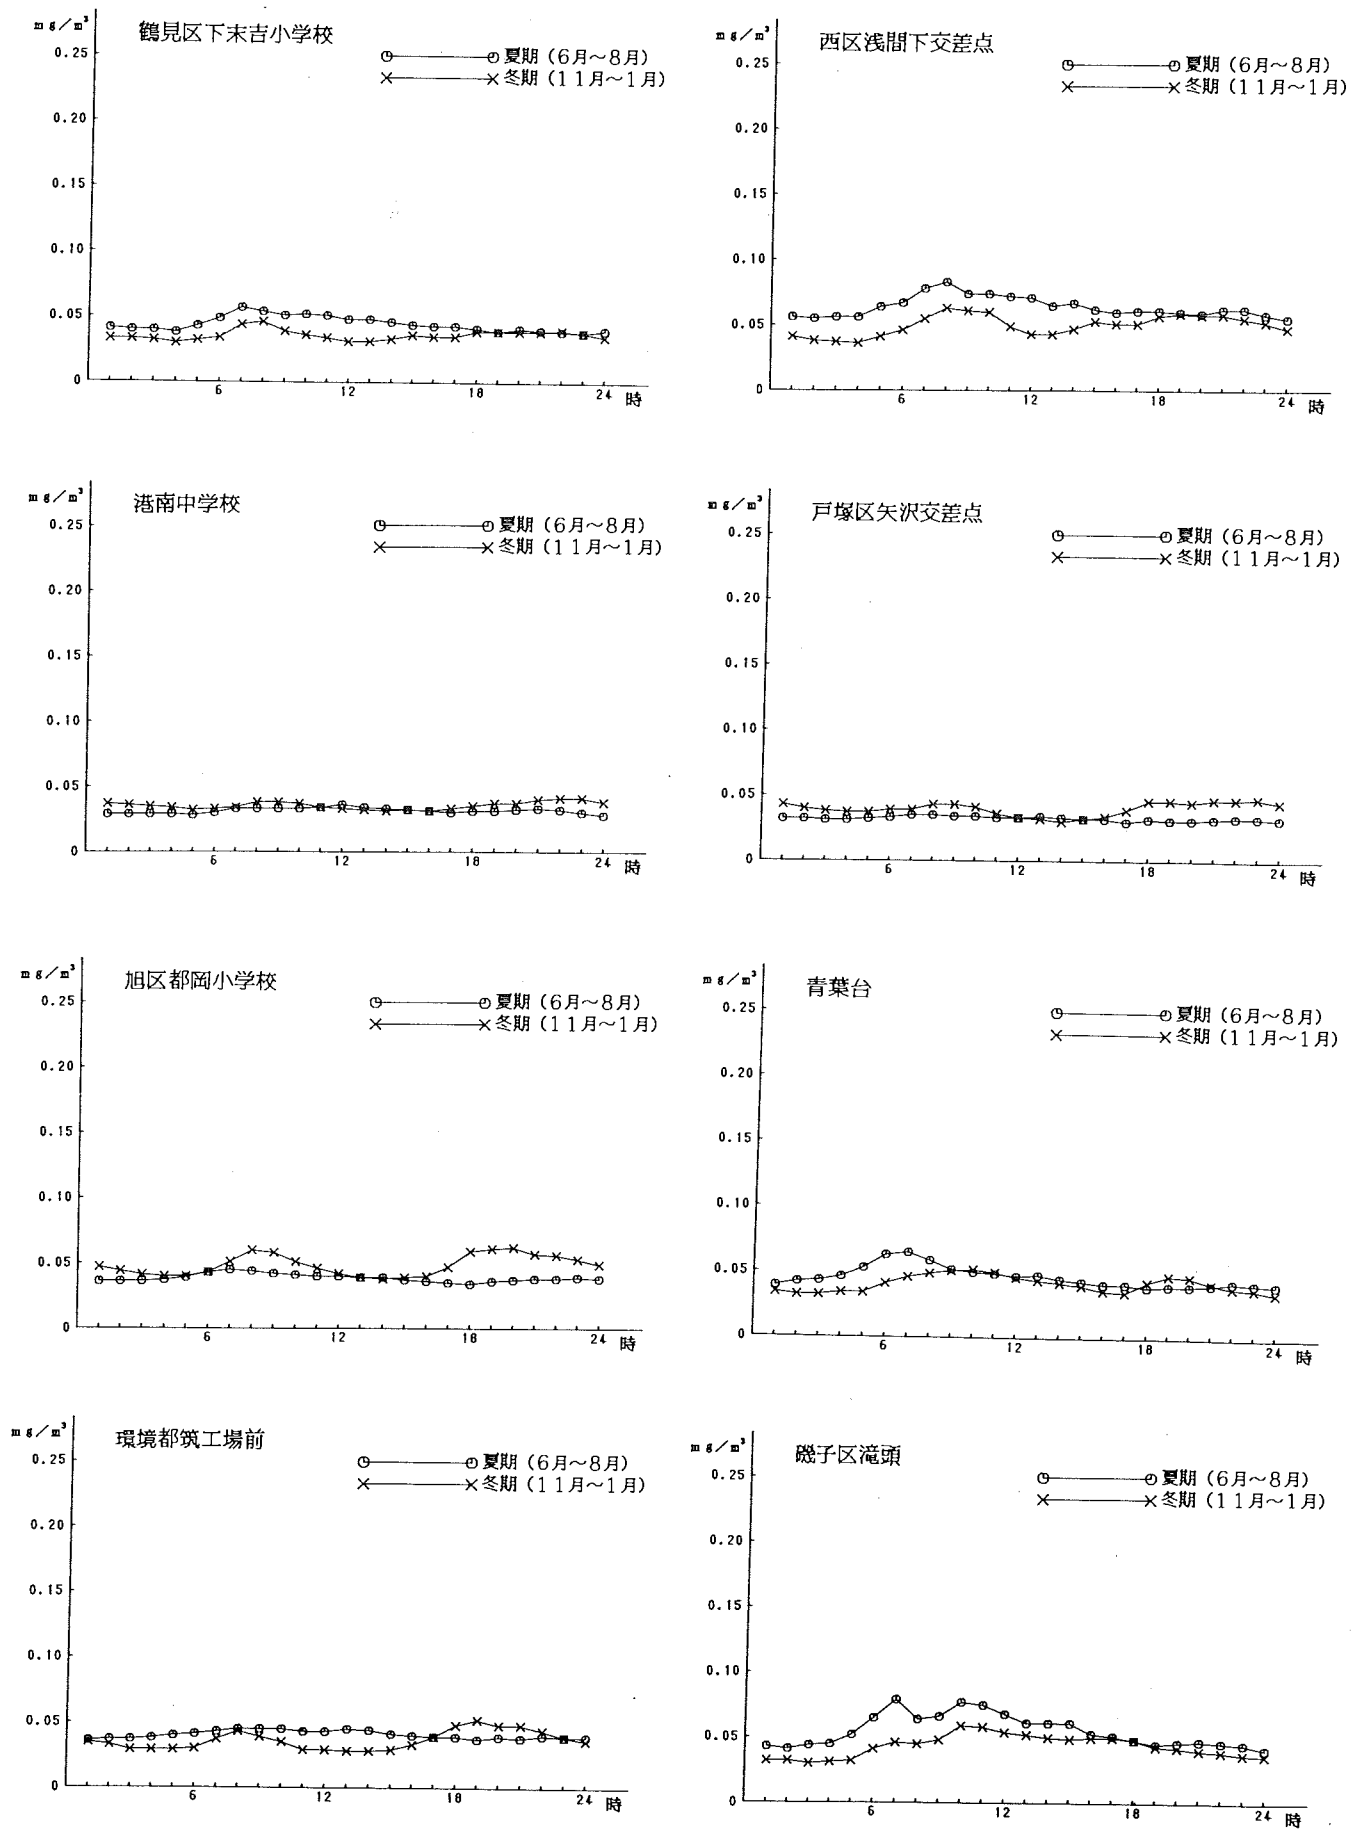 mg/m³
鶴見区下末吉小学校
0.25
夏期 (6月～8月)
冬期 (11月～1月)
0.20
0.15
0.10
0.05
0
6
12
18
24
時
mg/m³
西区浅間下交差点
0.25
夏期 (6月～8月)
冬期 (11月～1月)
0.20
0.15
0.10
0.05
0
6
12
18
24
時
mg/m³
港南中学校
0.25
夏期 (6月～8月)
冬期 (11月～1月)
0.20
0.15
0.10
0.05
0
6
12
18
24
時
mg/m³
戸塚区矢沢交差点
0.25
夏期 (6月～8月)
冬期 (11月～1月)
0.20
0.15
0.10
0.05
0
6
12
18
24
時
mg/m³
旭区都岡小学校
0.25
夏期 (6月～8月)
冬期 (11月～1月)
0.20
0.15
0.10
0.05
0
6
12
18
24
時
mg/m³
青葉台
0.25
夏期 (6月～8月)
冬期 (11月～1月)
0.20
0.15
0.10
0.05
0
6
12
18
24
時
mg/m³
環境都筑工場前
0.25
夏期 (6月～8月)
冬期 (11月～1月)
0.20
0.15
0.10
0.05
0
6
12
18
24
時
mg/m³
磯子区滝頭
0.25
夏期 (6月～8月)
冬期 (11月～1月)
0.20
0.15
0.10
0.05
0
6
12
18
24
時